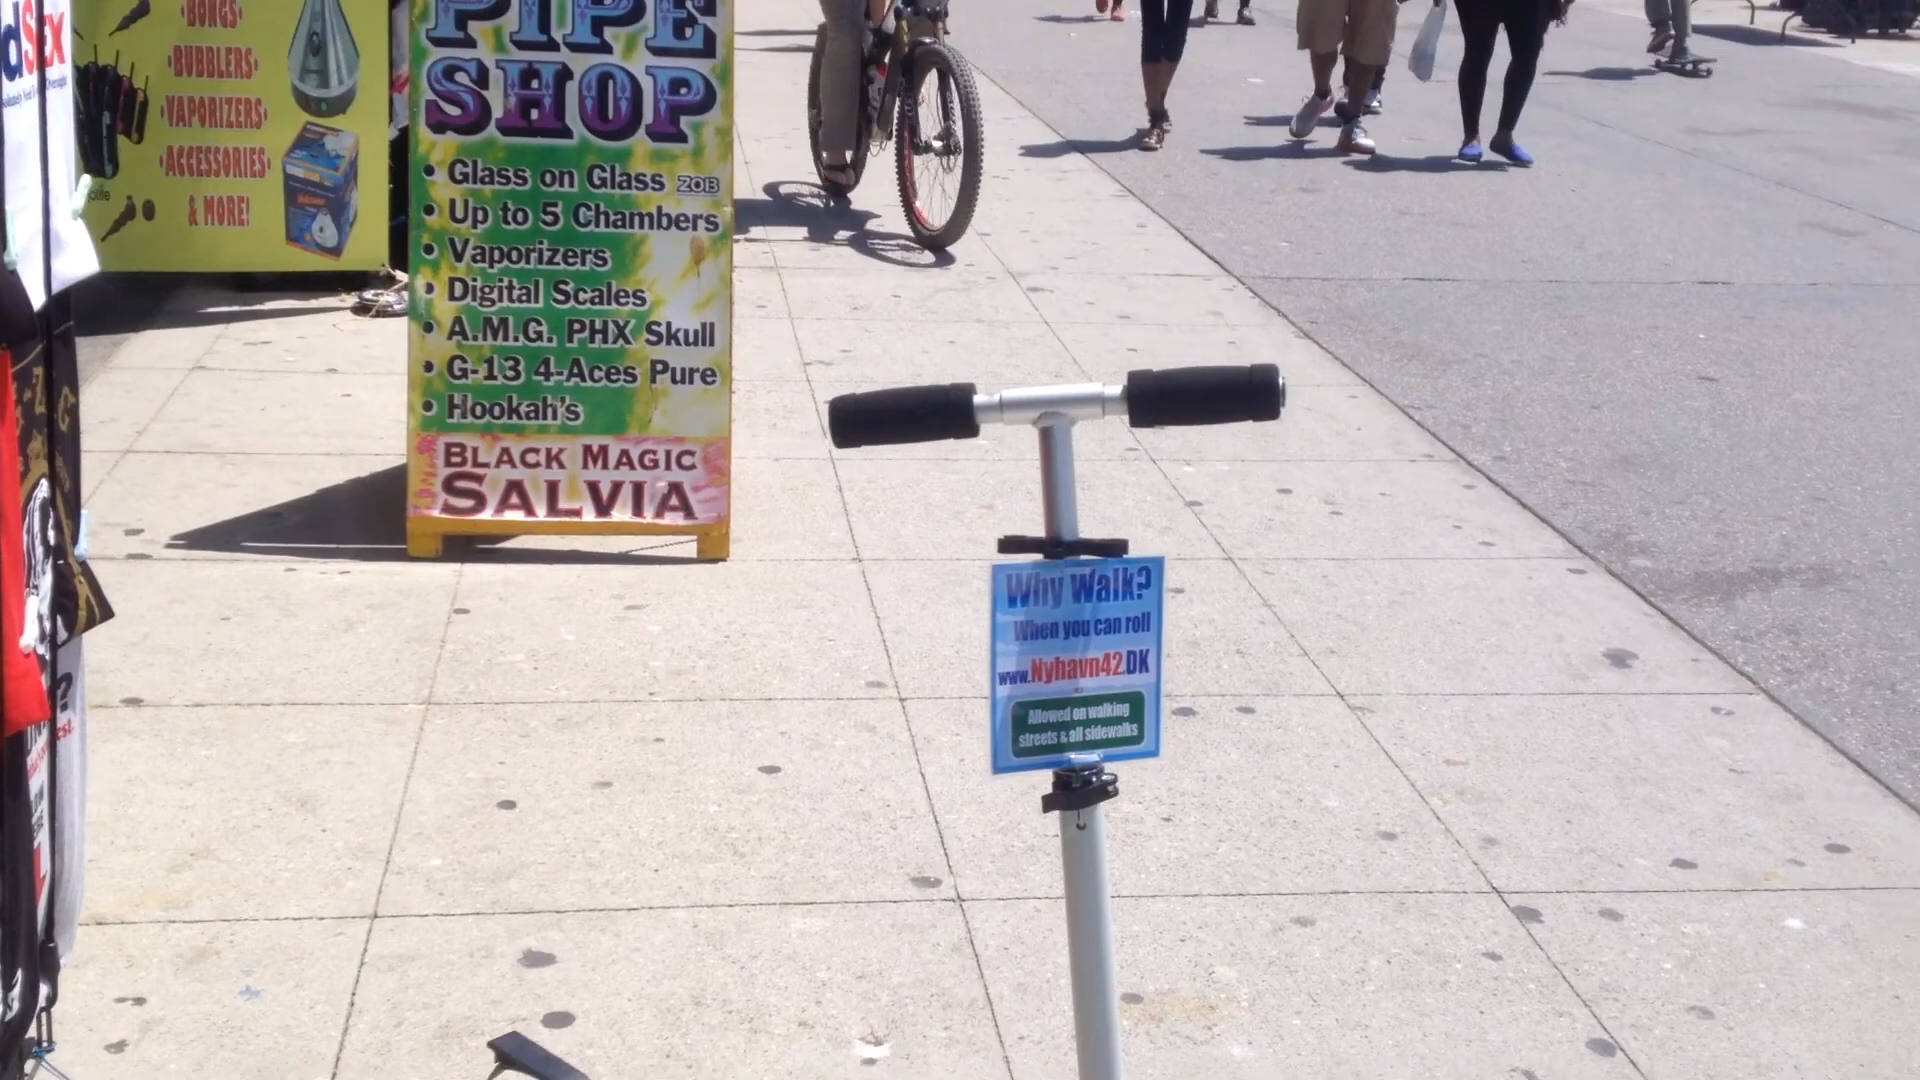 •BONGS•
•BUBBLERS•
•VAPORIZERS•
•ACCESSORIES•
& MORE!
PIPE
SHOP
• Glass on Glass 2013
• Up to 5 Chambers
• Vaporizers
• Digital Scales
• A.M.G. PHX Skull
• G-13 4-Aces Pure
• Hookah's
BLACK MAGIC
SALVIA
Why Walk?
When you can roll
www.Nyhavn42.DK
Allowed on walking
streets & all sidewalks